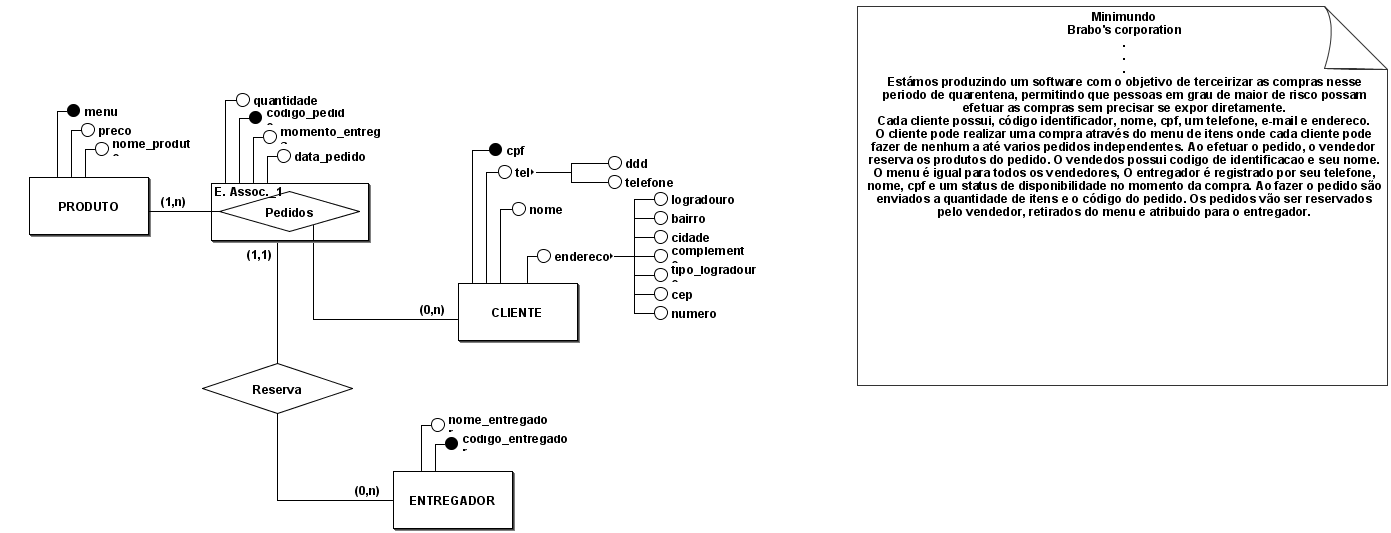 Minimundo
Brabo's corporation
.
.
.
Estámos produzindo um software com o objetivo de terceirizar as compras nesse
periodo de quarentena, permitindo que pessoas em grau de maior de risco possam
efetuar as compras sem precisar se expor diretamente.
Cada cliente possui, código identificador, nome, cpf, um telefone, e-mail e endereco.
O cliente pode realizar uma compra através do menu de itens onde cada cliente pode
fazer de nenhum a até varios pedidos independentes. Ao efetuar o pedido, o vendedor
reserva os produtos do pedido. O vendedos possui codigo de identificacao e seu nome.
O menu é igual para todos os vendedores, O entregador é registrado por seu telefone,
nome, cpf e um status de disponibilidade no momento da compra. Ao fazer o pedido são
enviados a quantidade de itens e o código do pedido. Os pedidos vão ser reservados
pelo vendedor, retirados do menu e atribuido para o entregador.
menu
preco
nome_produt
PRODUTO
(1,n)
quantidade
codigo_pedid
momento_entreg
data_pedido
E. Assoc._1
Pedidos
(1,1)
cpf
tel
ddd
telefone
nome
endereco
logradouro
bairro
cidade
complement
tipo_logradour
cep
numero
CLIENTE
(0,n)
Reserva
nome_entregado
codigo_entregado
(0,n)
ENTREGADOR